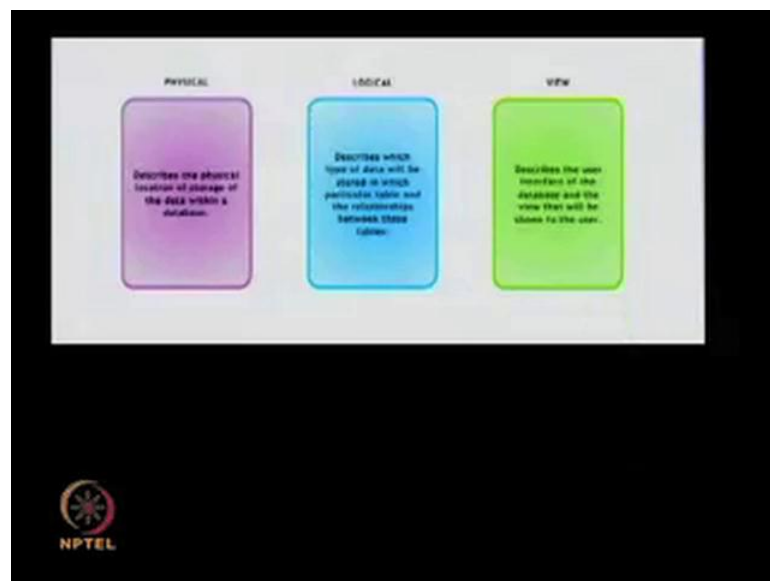 PHYSICAL
Describes the physical
location of storage of
the data within a
database.
LOGICAL
Describes which
type of data will be
stored in which
particular table and
the relationships
between these
tables.
VIEW
Describes the user
interface of the
database and the
view that will be
shown to the user.
NPTEL